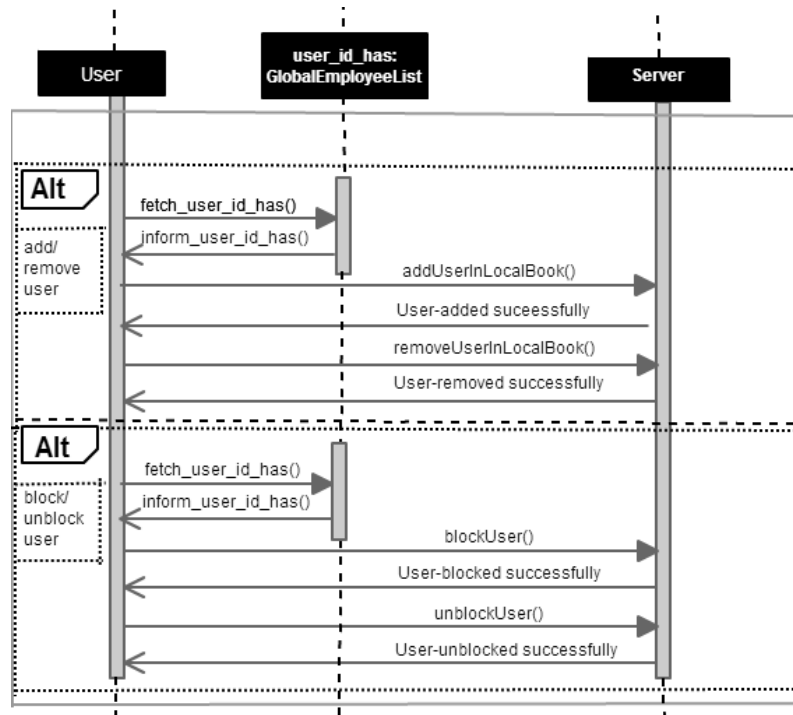 User
user_id_has:
GlobalEmployeeList
Server
Alt
fetch_user_id_has()
inform_user_id_has()
add/
remove
user
addUserInLocalBook()
User-added suceessfully
removeUserInLocalBook()
User-removed successfully
Alt
fetch_user_id_has()
block/
unblock
user
inform_user_id_has()
blockUser()
User-blocked successfully
unblockUser()
User-unblocked successfully